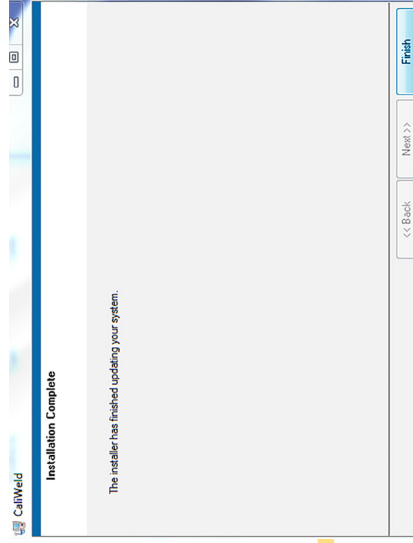 CaliWeld
Installation Complete
The installer has finished updating your system.
<< Back
Next >>
Finish